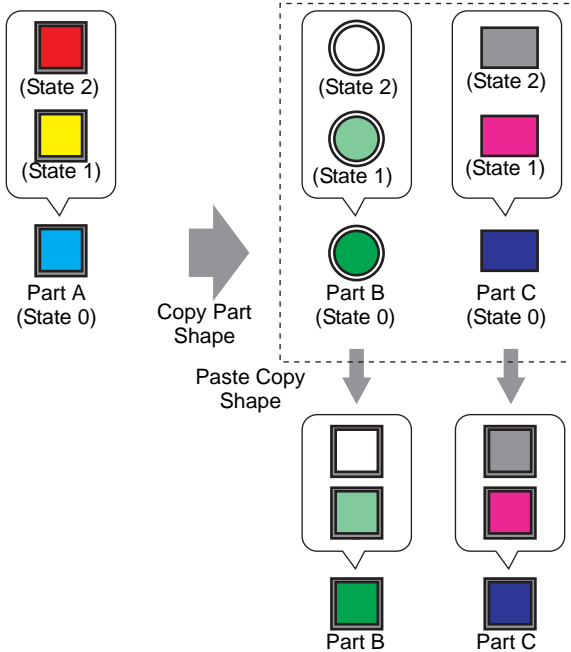 (State 2)
(State 1)
Part A
(State 0)
Copy Part
Shape
(State 2)
(State 1)
Part B
(State 0)
(State 2)
(State 1)
Part C
(State 0)
Paste Copy
Shape
Part B
Part C